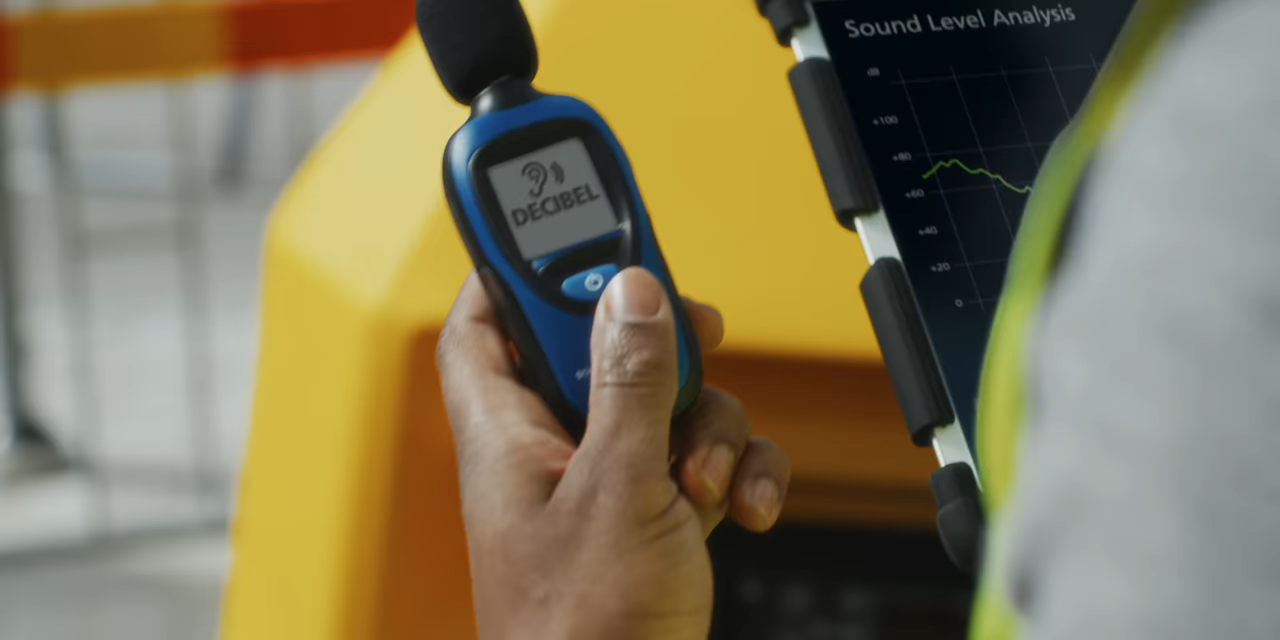 Sound Level Analysis
dB
+100
+80
+60
+40
+20
0
DECIBEL